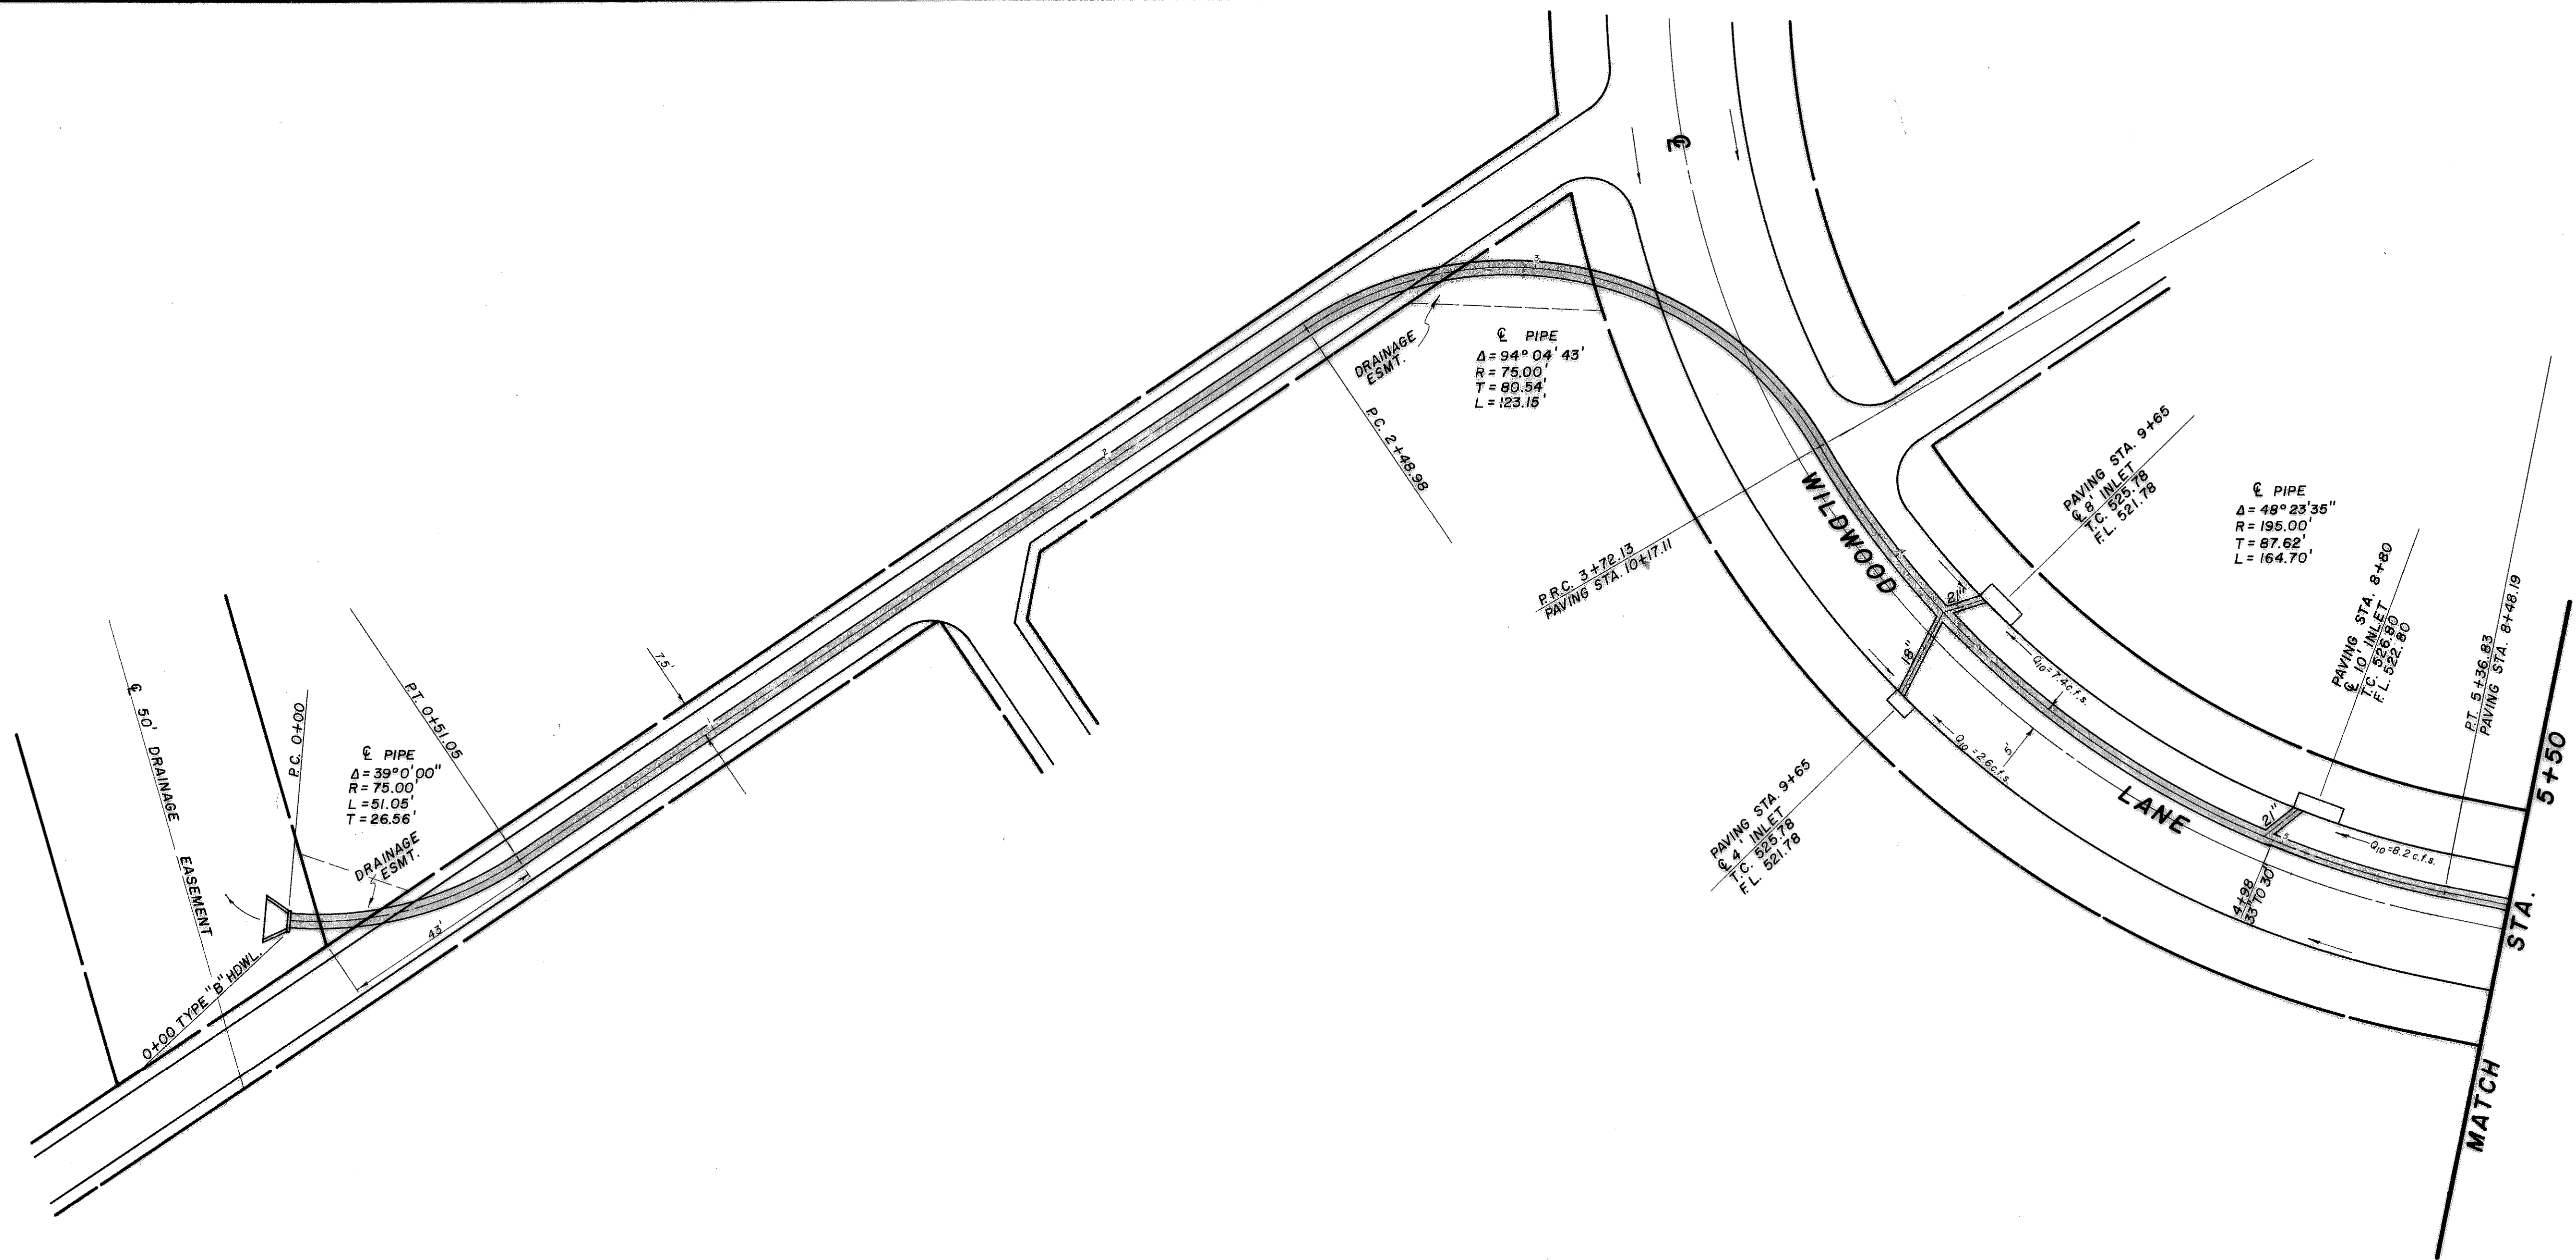 ℄ 50' DRAINAGE EASEMENT
0+00 TYPE "B" HDWL.
P.C. 0+00
℄ PIPE
Δ = 39°0'00"
R = 75.00'
L = 51.05'
T = 26.56'
DRAINAGE
ESMT.
P.T. 0+51.05
43'
7.5'
1
2
P.C. 2+48.98
DRAINAGE
ESMT.
3
℄ PIPE
Δ = 94° 04' 43"
R = 75.00'
T = 80.54'
L = 123.15'
℄
P.R.C. 3+72.13
PAVING STA. 10+17.11
WILDWOOD
4
21"
18"
PAVING STA. 9+65
℄ 8' INLET
T.C. 525.78
F.L. 521.78
℄ PIPE
Δ = 48° 23' 35"
R = 195.00'
T = 87.62'
L = 164.70'
Q10 = 7.4 c.f.s.
5'
Q10 = 2.6 c.f.s.
PAVING STA. 9+65
℄ 4' INLET
T.C. 525.78
F.L. 521.78
LANE
PAVING STA. 8+80
℄ 10' INLET
T.C. 526.80
F.L. 522.80
21"
5
Q10 = 8.2 c.f.s.
4+98
33" TO 30"
P.T. 5+36.83
PAVING STA. 8+48.19
MATCH STA. 5+50